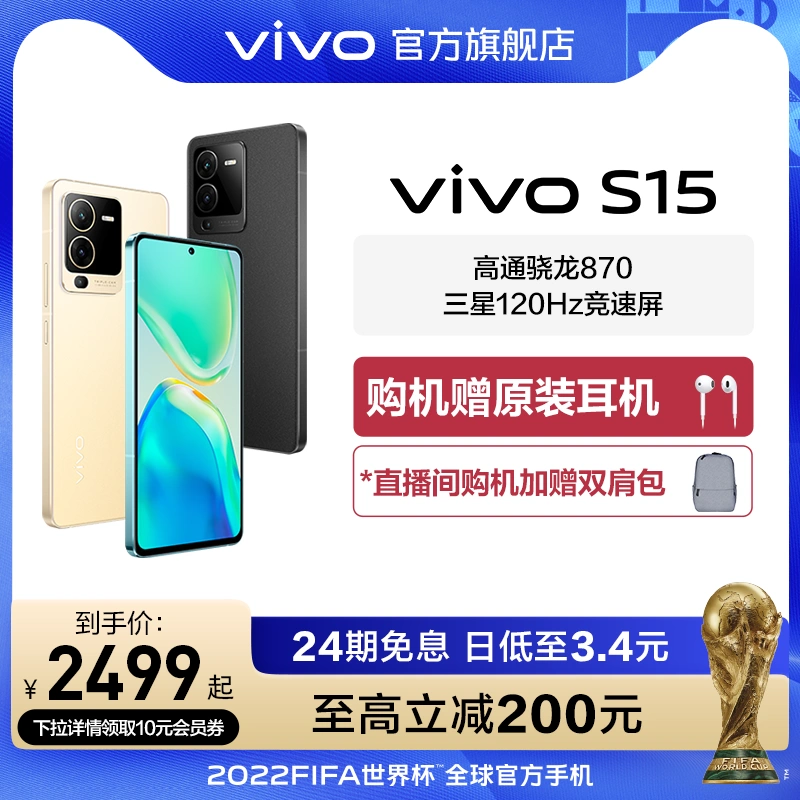 vivo 官方旗舰店
vivo S15
高通骁龙870
三星120Hz竞速屏
购机赠原装耳机
*直播间购机加赠双肩包
vivo
到手价:
¥2499起
下拉详情领取10元会员券
24期免息 日低至3.4元
至高立减200元
FIFA
WORLD CUP
TM
2022FIFA世界杯™ 全球官方手机